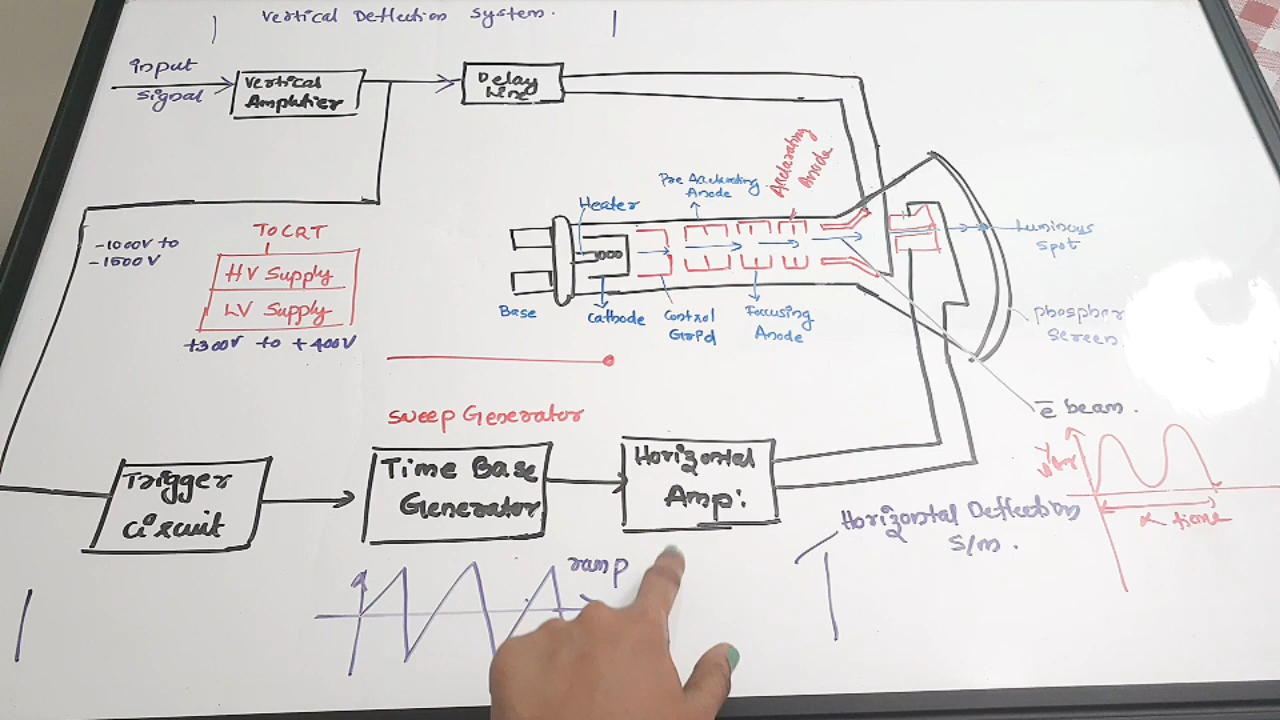 Vertical Deflection System.
input
signal
Vertical
Amplifier
Delay
Line
Pre Accelerating
Anode
Accelerating
Anode
Heater
Luminous
spot
-1000V to
-1500V
TO CRT
HV Supply
LV Supply
+300V to +400V
Base
Cathode
Control
Grid
Focusing
Anode
phosphor
screen
e beam.
Sweep Generator
Trigger
Circuit
Time Base
Generator
Horizontal
Amp:
Horizontal Deflection
S/m.
ramp
α time